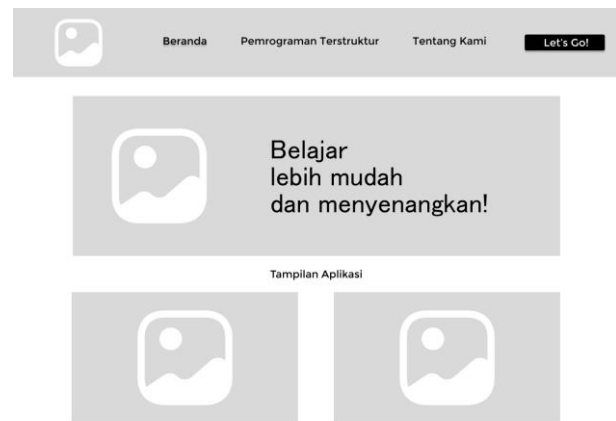 Beranda Pemrograman Terstruktur Tentang Kami Let's Go!
Belajar
lebih mudah
dan menyenangkan!
Tampilan Aplikasi